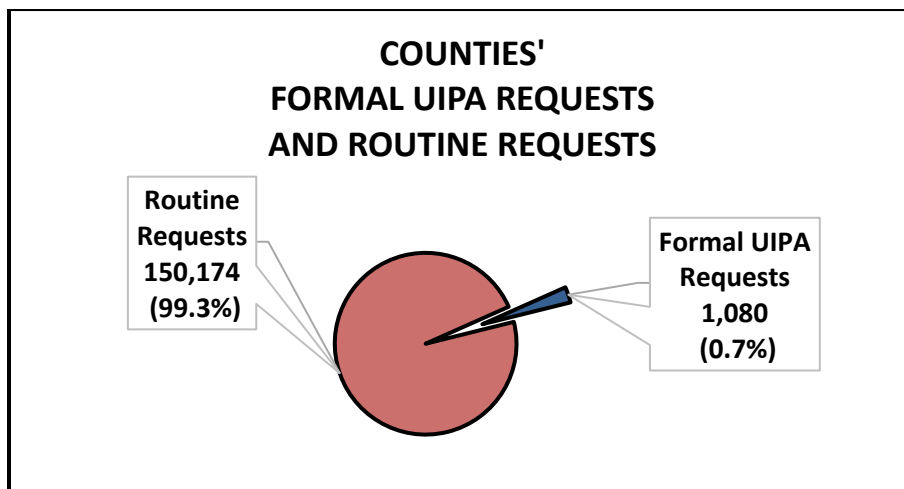 COUNTIES'
FORMAL UIPA REQUESTS
AND ROUTINE REQUESTS
Routine
Requests
150,174
(99.3%)
Formal UIPA
Requests
1,080
(0.7%)